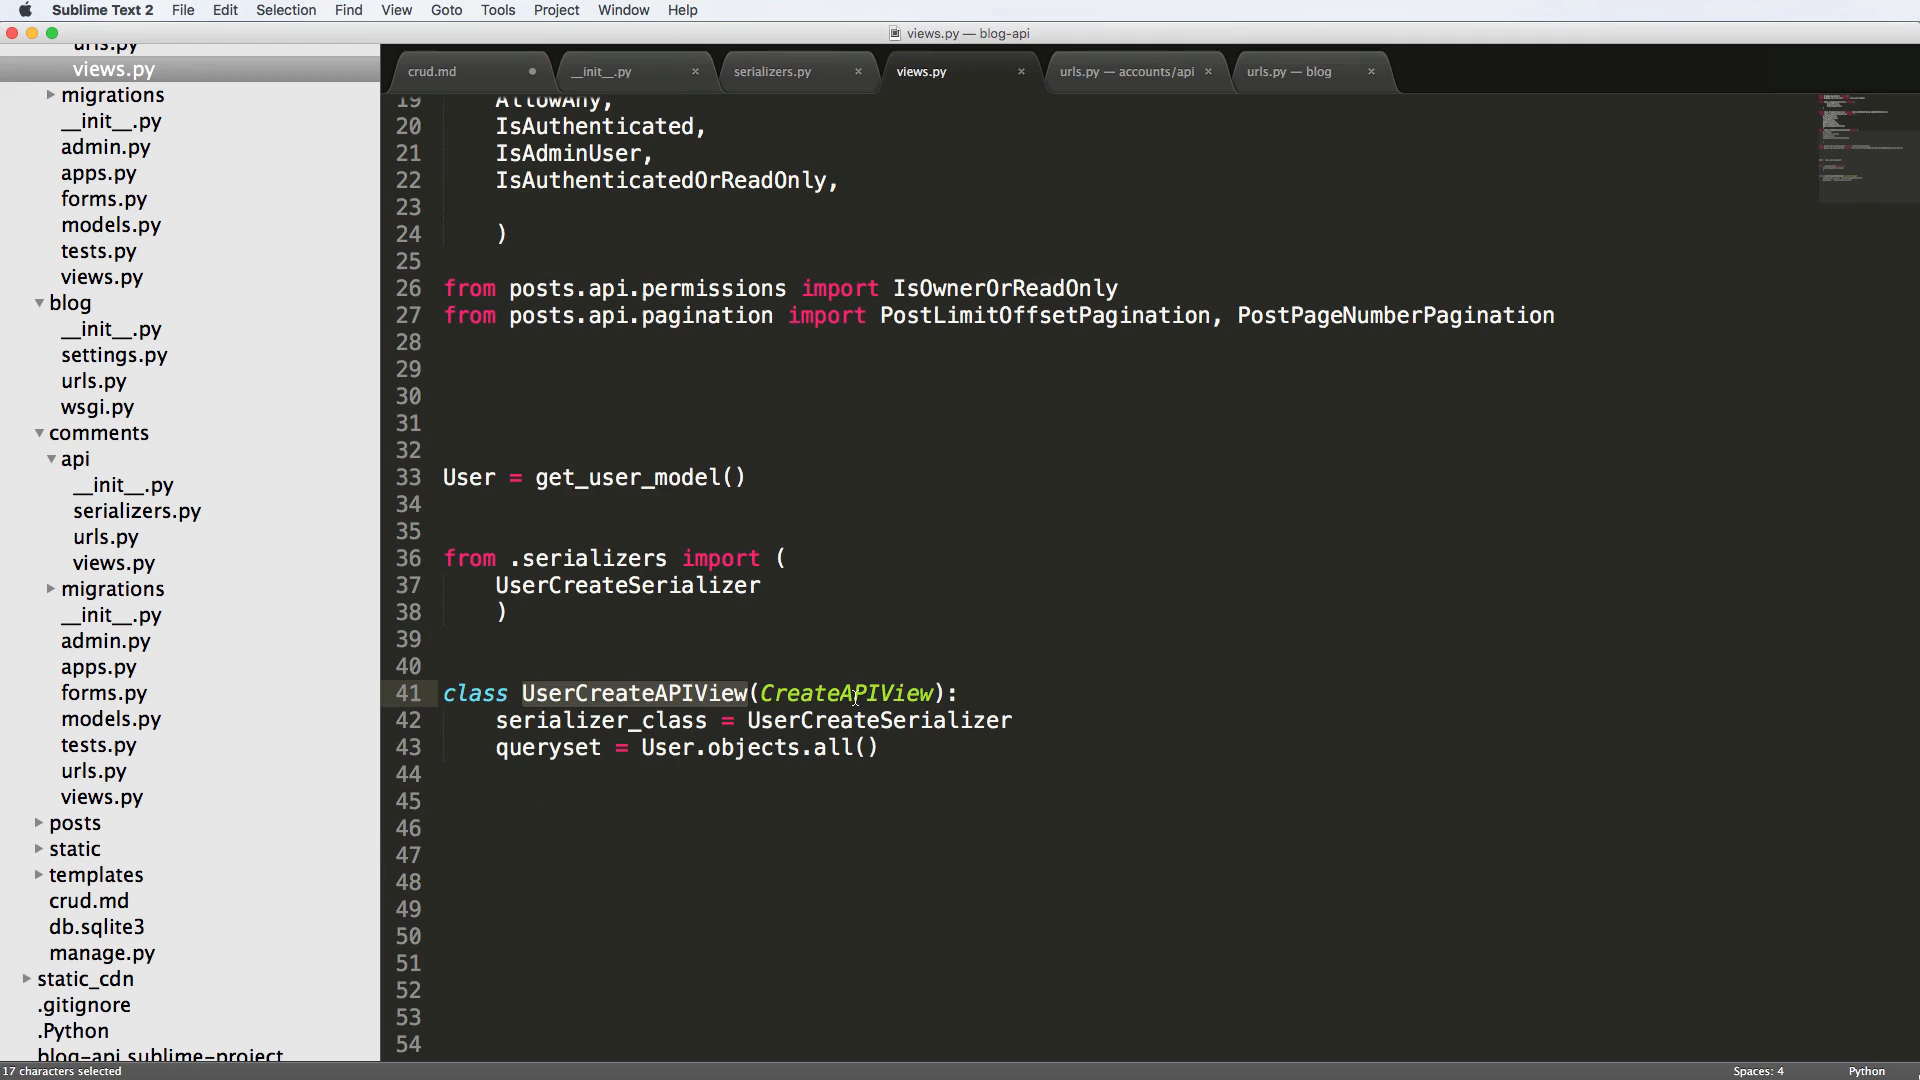 Sublime Text 2 File Edit Selection Find View Goto Tools Project Window Help
views.py — blog-api
urls.py
views.py
migrations
__init__.py
admin.py
apps.py
forms.py
models.py
tests.py
views.py
blog
__init__.py
settings.py
urls.py
wsgi.py
comments
api
__init__.py
serializers.py
urls.py
views.py
migrations
__init__.py
admin.py
apps.py
forms.py
models.py
tests.py
urls.py
views.py
posts
static
templates
crud.md
db.sqlite3
manage.py
static_cdn
.gitignore
.Python
blog-api.sublime-project
crud.md __init__.py × serializers.py × views.py × urls.py — accounts/api × urls.py — blog ×
19 AllowAny,
20 IsAuthenticated,
21 IsAdminUser,
22 IsAuthenticatedOrReadOnly,
23
24 )
25
26 from posts.api.permissions import IsOwnerOrReadOnly
27 from posts.api.pagination import PostLimitOffsetPagination, PostPageNumberPagination
28
29
30
31
32
33 User = get_user_model()
34
35
36 from .serializers import (
37 UserCreateSerializer
38 )
39
40
41 class UserCreateAPIView(CreateAPIView):
42 serializer_class = UserCreateSerializer
43 queryset = User.objects.all()
44
45
46
47
48
49
50
51
52
53
54
17 characters selected Spaces: 4 Python